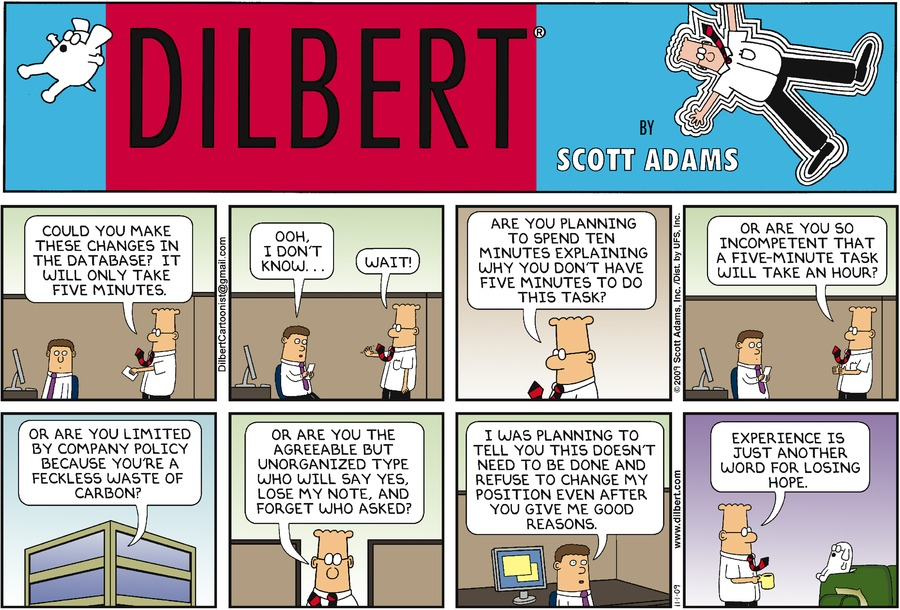 DILBERT®
BY
SCOTT ADAMS
COULD YOU MAKE
THESE CHANGES IN
THE DATABASE? IT
WILL ONLY TAKE
FIVE MINUTES.
DilbertCartoonist@gmail.com
OOH,
I DON'T
KNOW...
WAIT!
ARE YOU PLANNING
TO SPEND TEN
MINUTES EXPLAINING
WHY YOU DON'T HAVE
FIVE MINUTES TO DO
THIS TASK?
© 2009 Scott Adams, Inc./Dist. by UFS, Inc.
OR ARE YOU SO
INCOMPETENT THAT
A FIVE-MINUTE TASK
WILL TAKE AN HOUR?
OR ARE YOU LIMITED
BY COMPANY POLICY
BECAUSE YOU'RE A
FECKLESS WASTE OF
CARBON?
OR ARE YOU THE
AGREEABLE BUT
UNORGANIZED TYPE
WHO WILL SAY YES,
LOSE MY NOTE, AND
FORGET WHO ASKED?
I WAS PLANNING TO
TELL YOU THIS DOESN'T
NEED TO BE DONE AND
REFUSE TO CHANGE MY
POSITION EVEN AFTER
YOU GIVE ME GOOD
REASONS.
www.dilbert.com
11-1-09
EXPERIENCE IS
JUST ANOTHER
WORD FOR LOSING
HOPE.